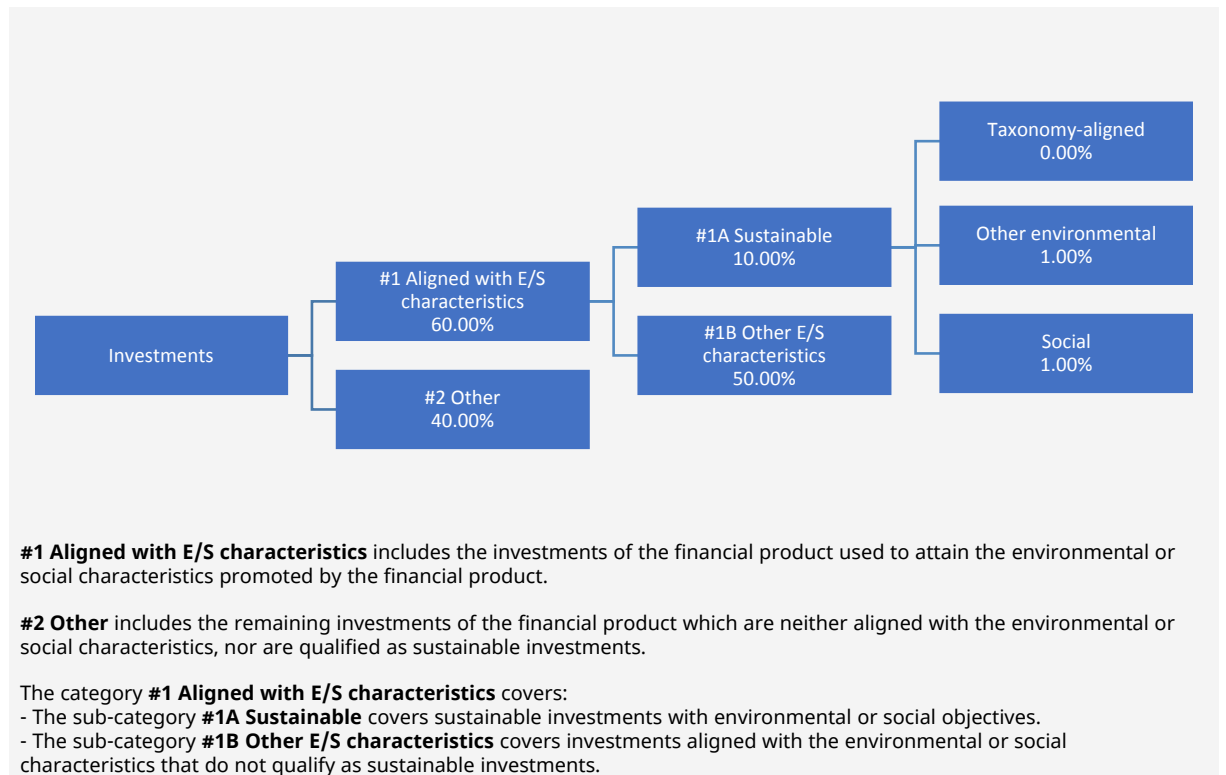 Taxonomy-aligned
0.00%
#1A Sustainable
10.00%
Other environmental
1.00%
#1 Aligned with E/S
characteristics
60.00%
Investments
#1B Other E/S
characteristics
50.00%
Social
1.00%
#2 Other
40.00%
#1 Aligned with E/S characteristics includes the investments of the financial product used to attain the environmental or
social characteristics promoted by the financial product.
#2 Other includes the remaining investments of the financial product which are neither aligned with the environmental or
social characteristics, nor are qualified as sustainable investments.
The category #1 Aligned with E/S characteristics covers:
- The sub-category #1A Sustainable covers sustainable investments with environmental or social objectives.
- The sub-category #1B Other E/S characteristics covers investments aligned with the environmental or social
characteristics that do not qualify as sustainable investments.